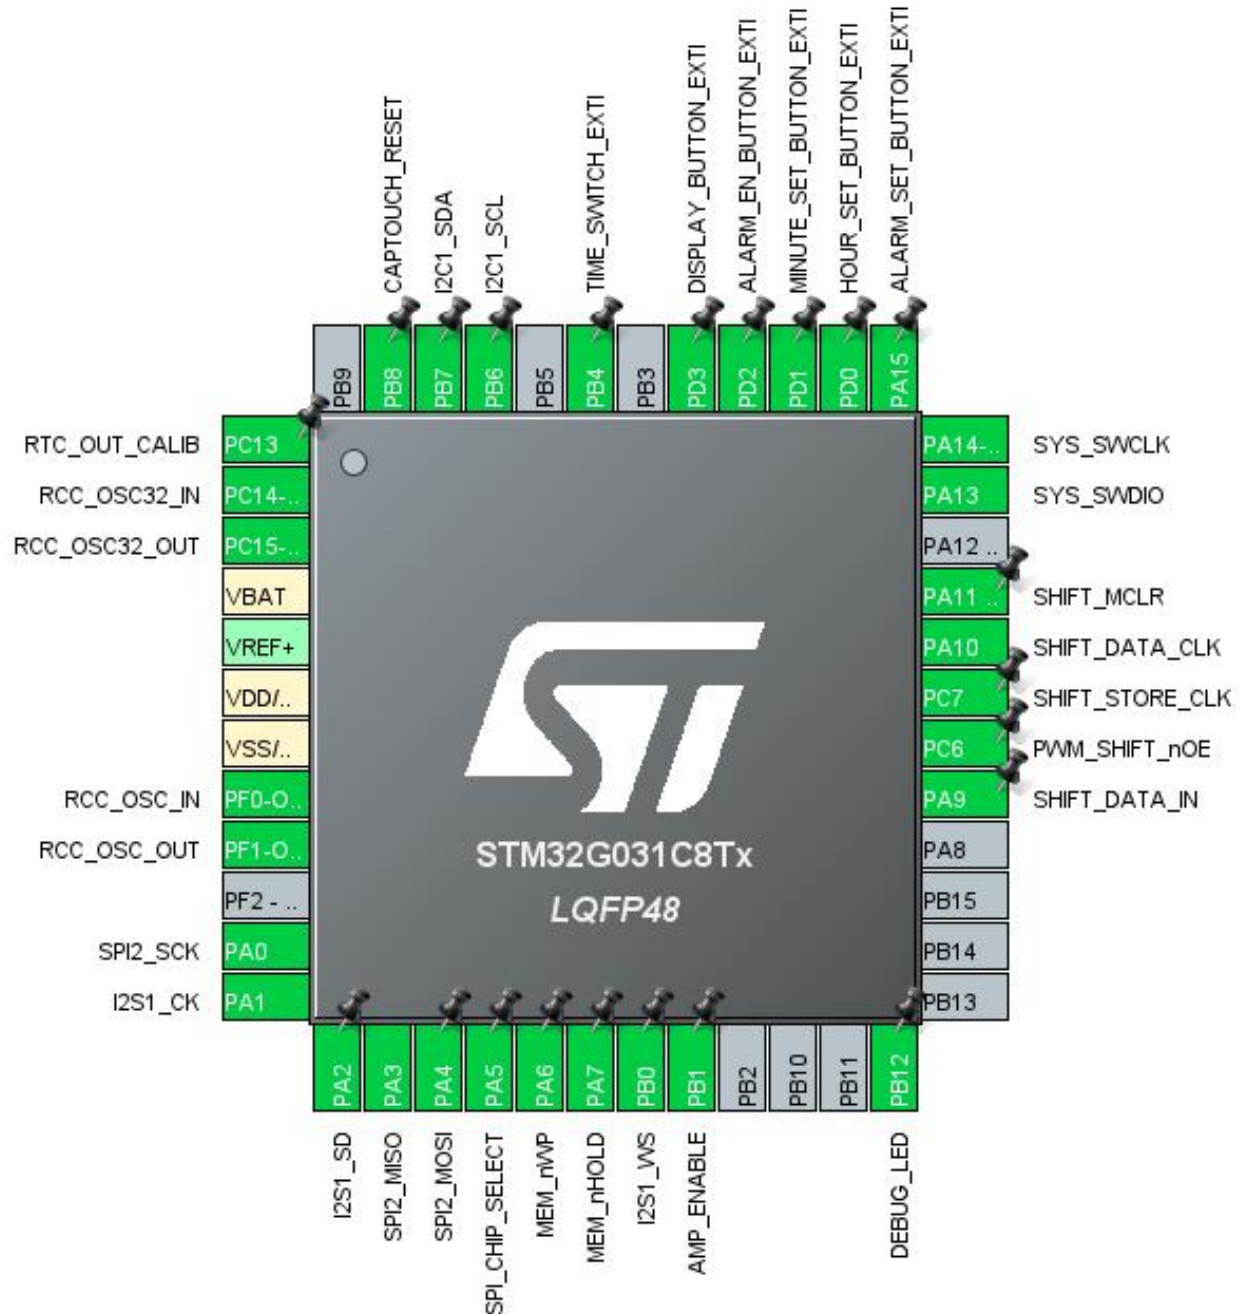 CAPTOUCH_RESET
I2C1_SDA
I2C1_SCL
TIME_SWITCH_EXTI
DISPLAY_BUTTON_EXTI
ALARM_EN_BUTTON_EXTI
MINUTE_SET_BUTTON_EXTI
HOUR_SET_BUTTON_EXTI
ALARM_SET_BUTTON_EXTI
PB9
PB8
PB7
PB6
PB5
PB4
PB3
PD3
PD2
PD1
PD0
PA15
RTC_OUT_CALIB PC13
RCC_OSC32_IN PC14-..
RCC_OSC32_OUT PC15-..
VBAT
VREF+
VDD/..
VSS/..
RCC_OSC_IN PF0-O..
RCC_OSC_OUT PF1-O..
PF2 - ..
SPI2_SCK PA0
I2S1_CK PA1
ST
STM32G031C8Tx
LQFP48
PA14-.. SYS_SWCLK
PA13 SYS_SWDIO
PA12 ..
PA11 .. SHIFT_MCLR
PA10 SHIFT_DATA_CLK
PC7 SHIFT_STORE_CLK
PC6 PWM_SHIFT_nOE
PA9 SHIFT_DATA_IN
PA8
PB15
PB14
PB13
PA2
PA3
PA4
PA5
PA6
PA7
PB0
PB1
PB2
PB10
PB11
PB12
I2S1_SD
SPI2_MISO
SPI2_MOSI
SPI_CHIP_SELECT
MEM_nWP
MEM_nHOLD
I2S1_WS
AMP_ENABLE
DEBUG_LED